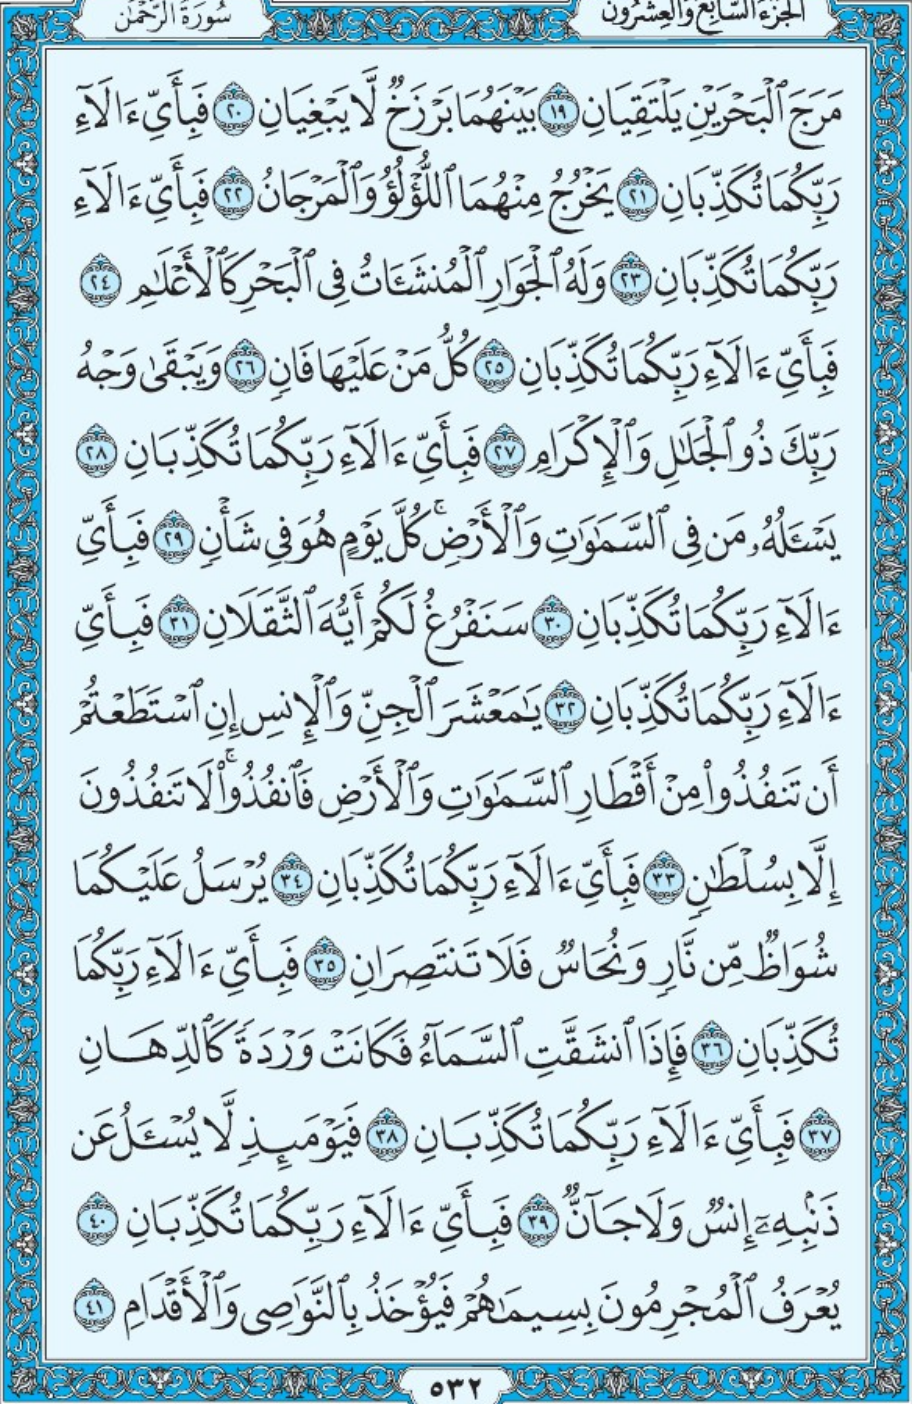 الجزء السابع والعشرون
سورة الرحمن
مَرَجَ ٱلْبَحْرَيْنِ يَلْتَقِيَانِ ١٩ بَيْنَهُمَا بَرْزَخٌ لَّا يَبْغِيَانِ ٢٠ فَبِأَىِّ ءَالَآءِ
رَبِّكُمَا تُكَذِّبَانِ ٢١ يَخْرُجُ مِنْهُمَا ٱللُّؤْلُؤُ وَٱلْمَرْجَانُ ٢٢ فَبِأَىِّ ءَالَآءِ
رَبِّكُمَا تُكَذِّبَانِ ٢٣ وَلَهُ ٱلْجَوَارِ ٱلْمُنشَـَٔاتُ فِى ٱلْبَحْرِ كَٱلْأَعْلَـٰمِ ٢٤
فَبِأَىِّ ءَالَآءِ رَبِّكُمَا تُكَذِّبَانِ ٢٥ كُلُّ مَنْ عَلَيْهَا فَانٍ ٢٦ وَيَبْقَىٰ وَجْهُ
رَبِّكَ ذُو ٱلْجَلَـٰلِ وَٱلْإِكْرَامِ ٢٧ فَبِأَىِّ ءَالَآءِ رَبِّكُمَا تُكَذِّبَانِ ٢٨
يَسْـَٔلُهُۥ مَن فِى ٱلسَّمَـٰوَٰتِ وَٱلْأَرْضِ ۚ كُلَّ يَوْمٍ هُوَ فِى شَأْنٍ ٢٩ فَبِأَىِّ
ءَالَآءِ رَبِّكُمَا تُكَذِّبَانِ ٣٠ سَنَفْرُغُ لَكُمْ أَيُّهَ ٱلثَّقَلَانِ ٣١ فَبِأَىِّ
ءَالَآءِ رَبِّكُمَا تُكَذِّبَانِ ٣٢ يَـٰمَعْشَرَ ٱلْجِنِّ وَٱلْإِنسِ إِنِ ٱسْتَطَعْتُمْ
أَن تَنفُذُوا۟ مِنْ أَقْطَارِ ٱلسَّمَـٰوَٰتِ وَٱلْأَرْضِ فَٱنفُذُوا۟ ۚ لَا تَنفُذُونَ
إِلَّا بِسُلْطَـٰنٍ ٣٣ فَبِأَىِّ ءَالَآءِ رَبِّكُمَا تُكَذِّبَانِ ٣٤ يُرْسَلُ عَلَيْكُمَا
شُوَاظٌ مِّن نَّارٍ وَنُحَاسٌ فَلَا تَنتَصِرَانِ ٣٥ فَبِأَىِّ ءَالَآءِ رَبِّكُمَا
تُكَذِّبَانِ ٣٦ فَإِذَا ٱنشَقَّتِ ٱلسَّمَآءُ فَكَانَتْ وَرْدَةً كَٱلدِّهَانِ
٣٧ فَبِأَىِّ ءَالَآءِ رَبِّكُمَا تُكَذِّبَانِ ٣٨ فَيَوْمَئِذٍ لَّا يُسْـَٔلُ عَن
ذَنۢبِهِۦٓ إِنسٌ وَلَا جَآنٌّ ٣٩ فَبِأَىِّ ءَالَآءِ رَبِّكُمَا تُكَذِّبَانِ ٤٠
يُعْرَفُ ٱلْمُجْرِمُونَ بِسِيمَـٰهُمْ فَيُؤْخَذُ بِٱلنَّوَٰصِى وَٱلْأَقْدَامِ ٤١
٥٣٢